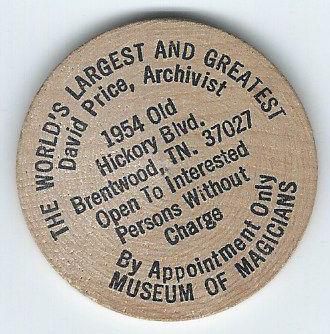 THE WORLD'S LARGEST AND GREATEST
David Price, Archivist
1954 Old
Hickory Blvd.
Brentwood, TN. 37027
Open To Interested
Persons Without
Charge
By Appointment Only
MUSEUM OF MAGICIANS